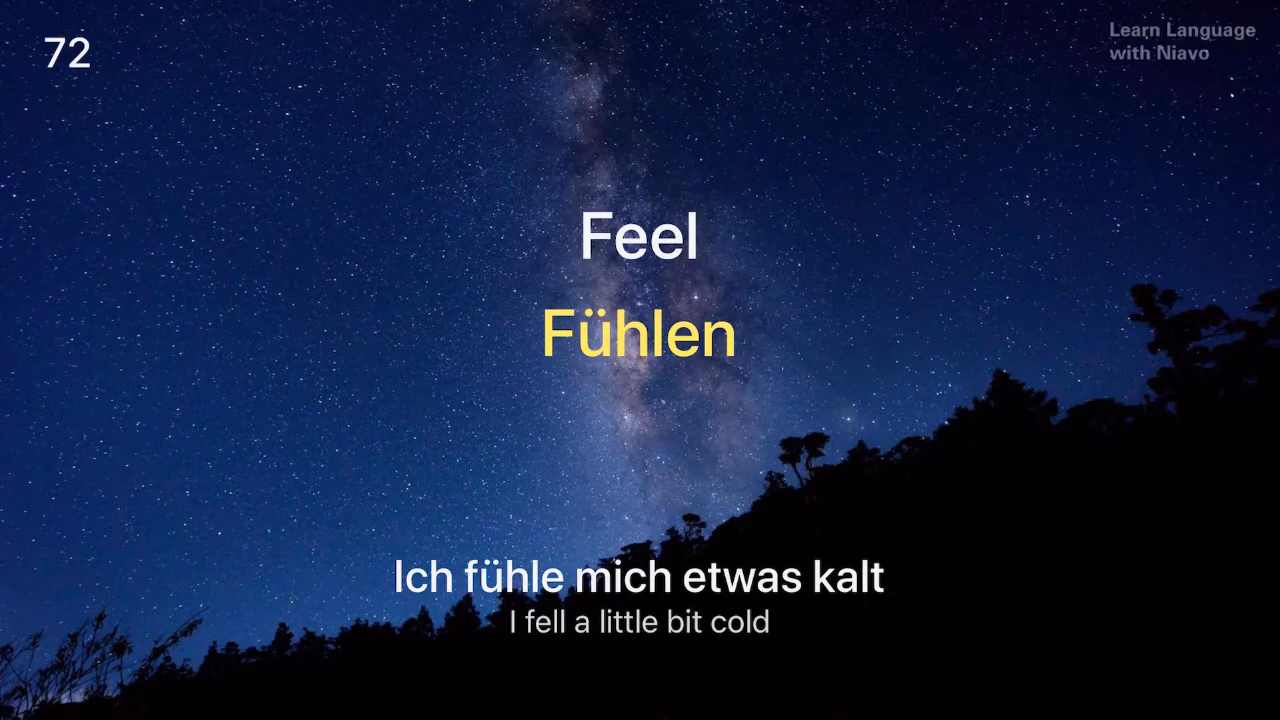 72
Learn Language
with Niavo
Feel
Fühlen
Ich fühle mich etwas kalt
I fell a little bit cold